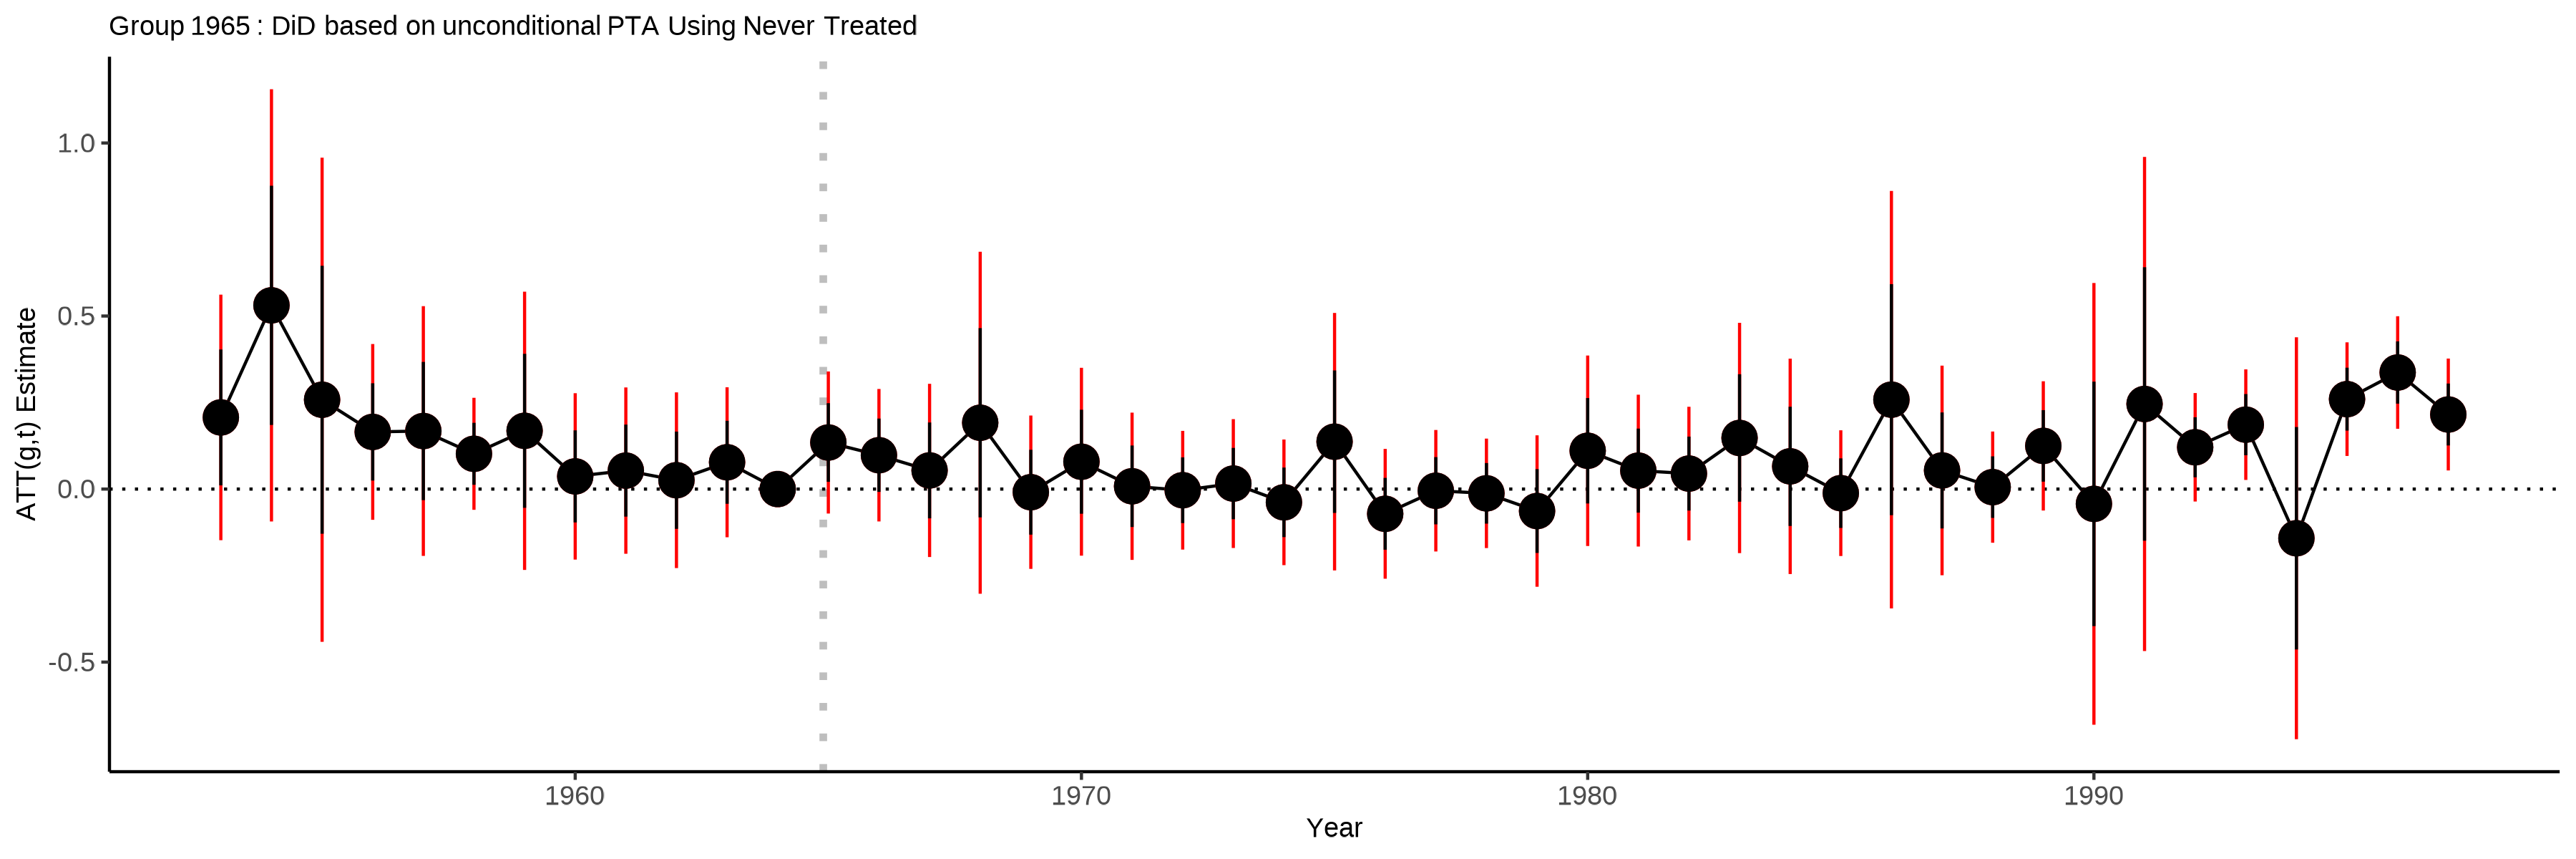 Group 1965 : DiD based on unconditional PTA Using Never Treated
ATT(g,t) Estimate
1.0
0.5
0.0
-0.5
1960 1970 1980 1990
Year